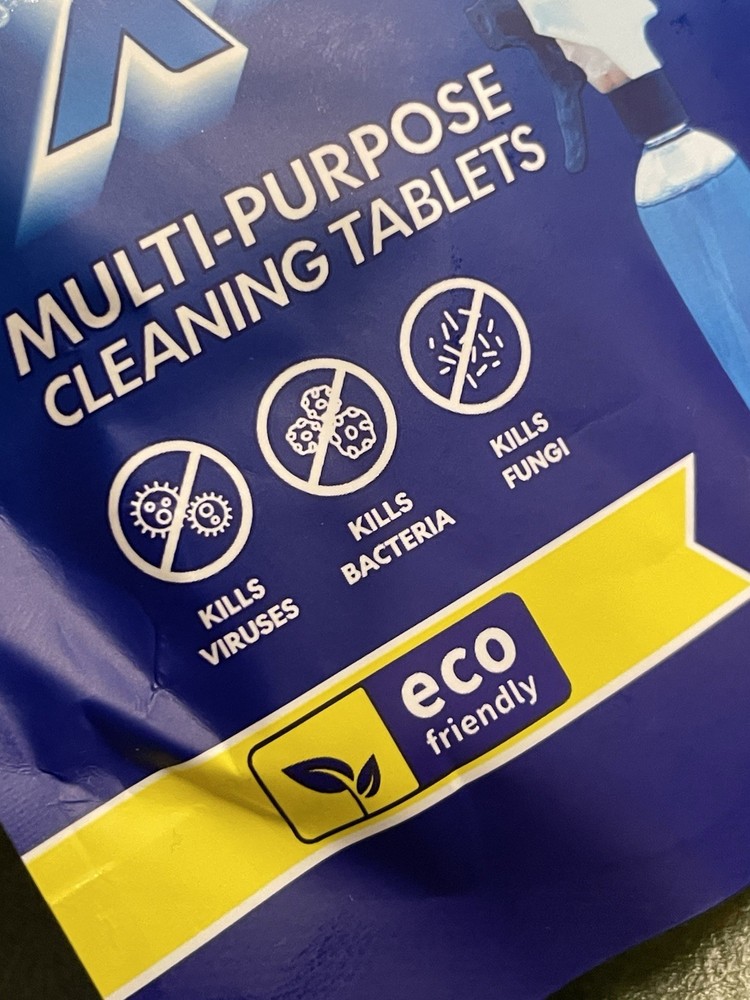 MULTI-PURPOSE
CLEANING TABLETS
KILLS
VIRUSES
KILLS
BACTERIA
KILLS
FUNGI
eco
friendly